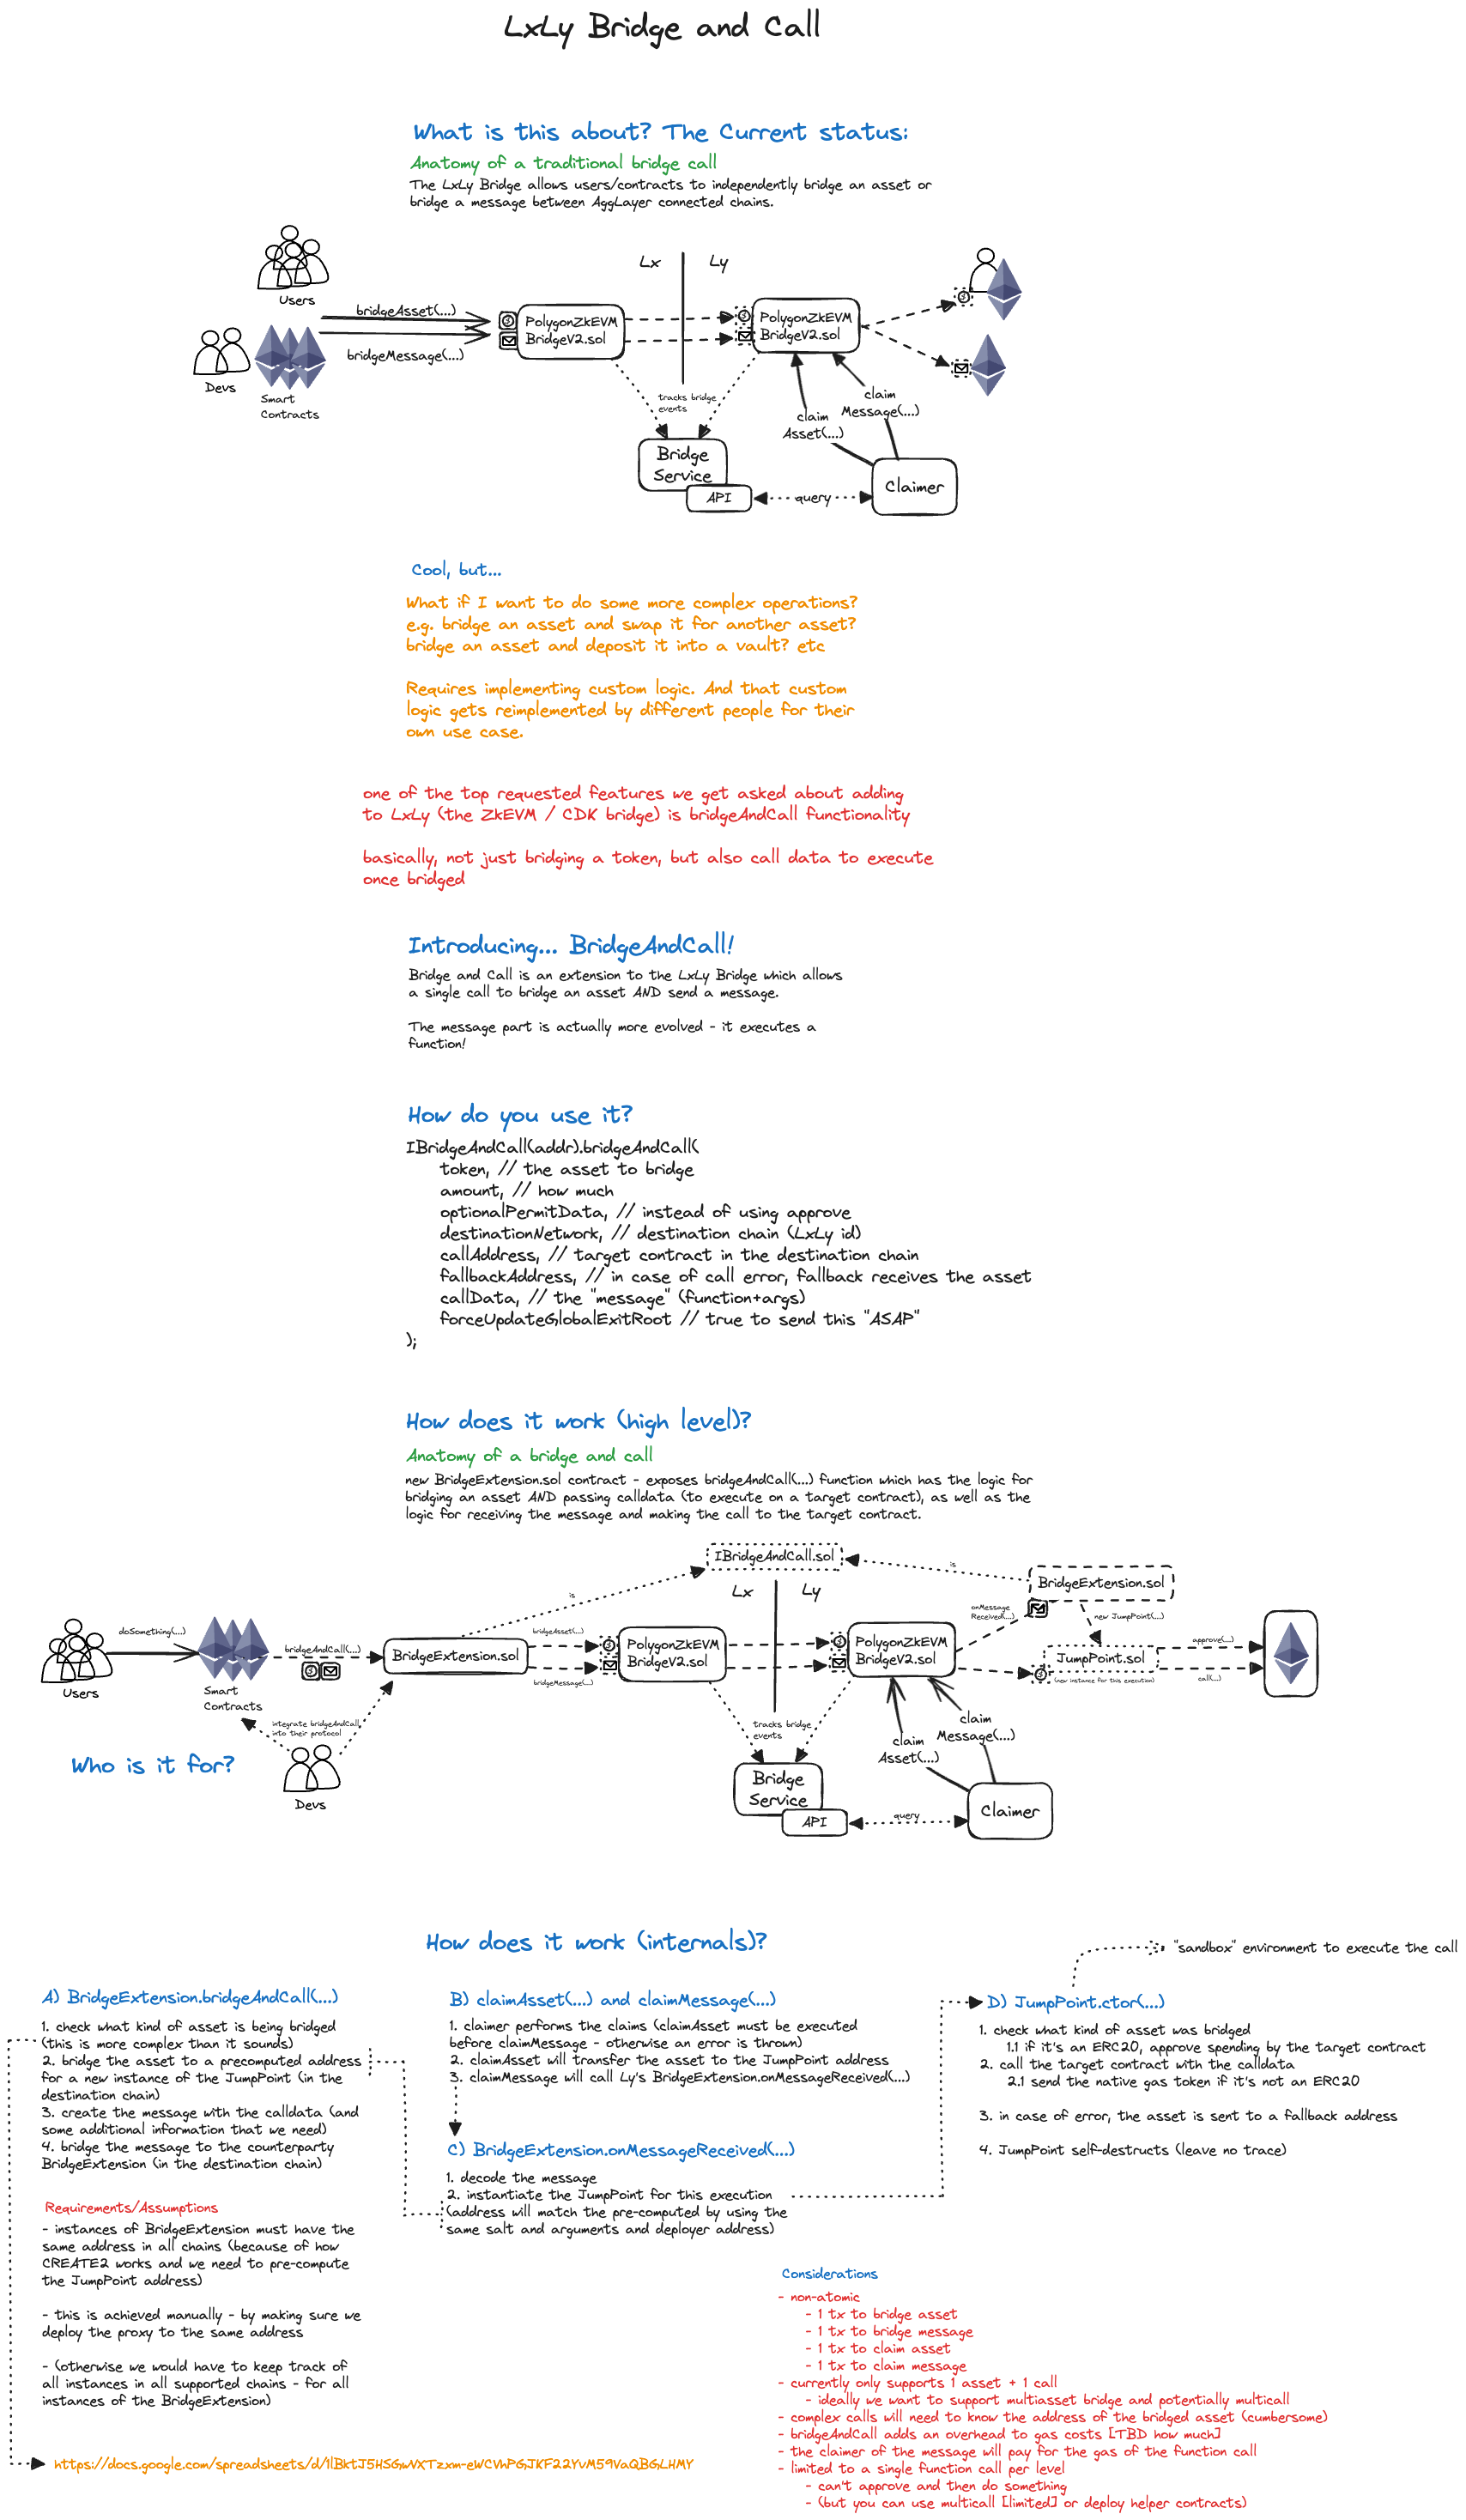 LxLy Bridge and Call
What is this about? The Current status:
Anatomy of a traditional bridge call
The LxLy Bridge allows users/contracts to independently bridge an asset or
bridge a message between AggLayer connected chains.
Users
Devs
Smart
Contracts
bridgeAsset(...)
bridgeMessage(...)
PolygonZkEVM
BridgeV2.sol
Lx
Ly
PolygonZkEVM
BridgeV2.sol
tracks bridge
events
claim
Asset(...)
claim
Message(...)
Bridge
Service
API
query
Claimer
Cool, but...
What if I want to do some more complex operations?
e.g. bridge an asset and swap it for another asset?
bridge an asset and deposit it into a vault? etc
Requires implementing custom logic. And that custom
logic gets reimplemented by different people for their
own use case.
one of the top requested features we get asked about adding
to LxLy (the ZkEVM / CDK bridge) is bridgeAndCall functionality
basically, not just bridging a token, but also call data to execute
once bridged
Introducing... BridgeAndCall!
Bridge and Call is an extension to the LxLy Bridge which allows
a single call to bridge an asset AND send a message.
The message part is actually more evolved - it executes a
function!
How do you use it?
IBridgeAndCall(addr).bridgeAndCall(
token, // the asset to bridge
amount, // how much
optionalPermitData, // instead of using approve
destinationNetwork, // destination chain (LxLy id)
callAddress, // target contract in the destination chain
fallbackAddress, // in case of call error, fallback receives the asset
callData, // the "message" (function+args)
forceUpdateGlobalExitRoot // true to send this "ASAP"
);
How does it work (high level)?
Anatomy of a bridge and call
new BridgeExtension.sol contract - exposes bridgeAndCall(...) function which has the logic for
bridging an asset AND passing calldata (to execute on a target contract), as well as the
logic for receiving the message and making the call to the target contract.
IBridgeAndCall.sol
is
is
Lx
Ly
BridgeExtension.sol
Users
doSomething(...)
Smart
Contracts
bridgeAndCall(...)
BridgeExtension.sol
bridgeAsset(...)
bridgeMessage(...)
PolygonZkEVM
BridgeV2.sol
PolygonZkEVM
BridgeV2.sol
onMessage
Received(...)
new JumpPoint(...)
JumpPoint.sol
(new instance for this execution)
approve(...)
call(...)
integrate bridgeAndCall
into their protocol
Who is it for?
Devs
tracks bridge
events
claim
Asset(...)
claim
Message(...)
Bridge
Service
API
query
Claimer
How does it work (internals)?
"sandbox" environment to execute the call
A) BridgeExtension.bridgeAndCall(...)
1. check what kind of asset is being bridged
(this is more complex than it sounds)
2. bridge the asset to a precomputed address
for a new instance of the JumpPoint (in the
destination chain)
3. create the message with the calldata (and
some additional information that we need)
4. bridge the message to the counterparty
BridgeExtension (in the destination chain)
Requirements/Assumptions
- instances of BridgeExtension must have the
same address in all chains (because of how
CREATE2 works and we need to pre-compute
the JumpPoint address)
- this is achieved manually - by making sure we
deploy the proxy to the same address
- (otherwise we would have to keep track of
all instances in all supported chains - for all
instances of the BridgeExtension)
https://docs.google.com/spreadsheets/d/1lBktJ5HSGwNXTzxm-eWCVhPGJKF22YuM59VaQBGLHMY
B) claimAsset(...) and claimMessage(...)
1. claimer performs the claims (claimAsset must be executed
before claimMessage - otherwise an error is thrown)
2. claimAsset will transfer the asset to the JumpPoint address
3. claimMessage will call Ly's BridgeExtension.onMessageReceived(...)
C) BridgeExtension.onMessageReceived(...)
1. decode the message
2. instantiate the JumpPoint for this execution
(address will match the pre-computed by using the
same salt and arguments and deployer address)
D) JumpPoint.ctor(...)
1. check what kind of asset was bridged
1.1 if it's an ERC20, approve spending by the target contract
2. call the target contract with the calldata
2.1 send the native gas token if it's not an ERC20
3. in case of error, the asset is sent to a fallback address
4. JumpPoint self-destructs (leave no trace)
Considerations
- non-atomic
- 1 tx to bridge asset
- 1 tx to bridge message
- 1 tx to claim asset
- 1 tx to claim message
- currently only supports 1 asset + 1 call
- ideally we want to support multiasset bridge and potentially multicall
- complex calls will need to know the address of the bridged asset (cumbersome)
- bridgeAndCall adds an overhead to gas costs [TBD how much]
- the claimer of the message will pay for the gas of the function call
- limited to a single function call per level
- can't approve and then do something
- (but you can use multicall [limited] or deploy helper contracts)